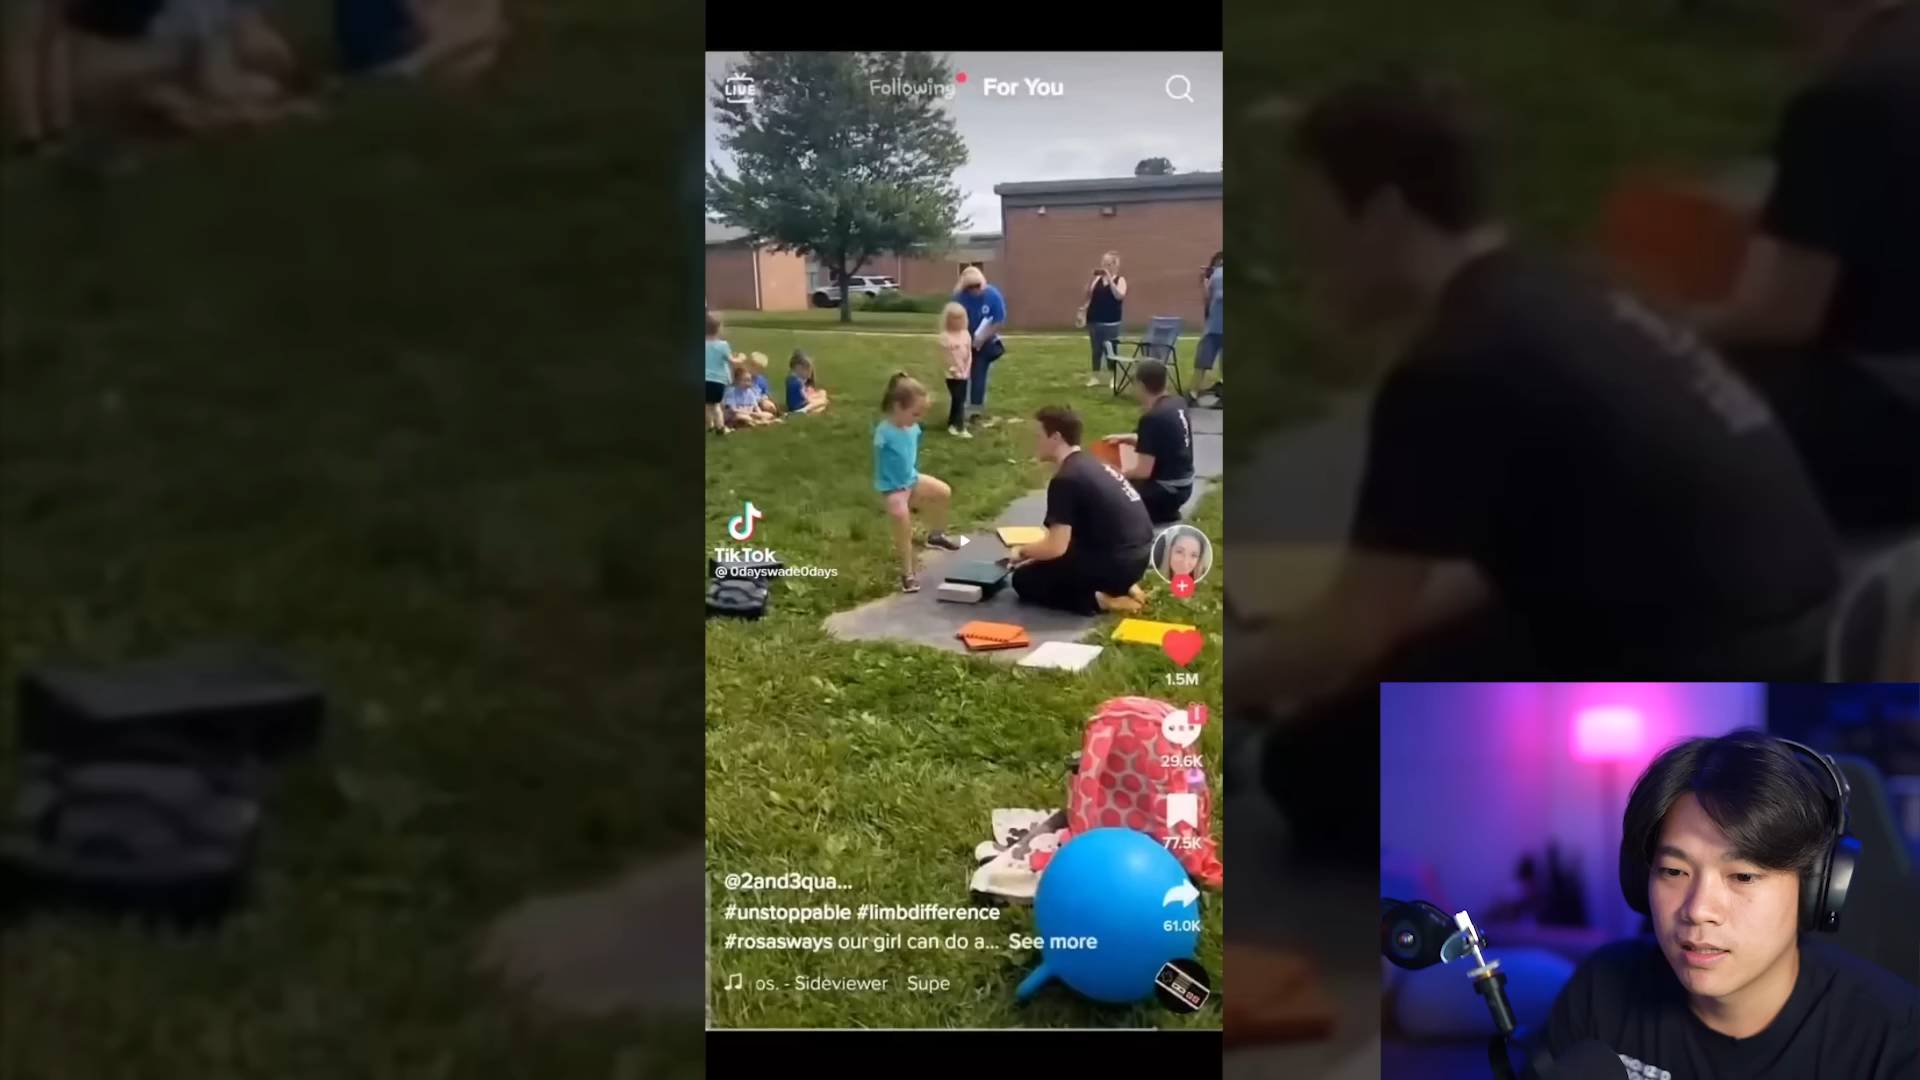 LIVE
Following
For You
TikTok
@ 0dayswade0days
1.5M
29.6K
77.5K
61.0K
@2and3qua...
#unstoppable #limbdifference
#rosasways our girl can do a... See more
os. - Sideviewer Supe